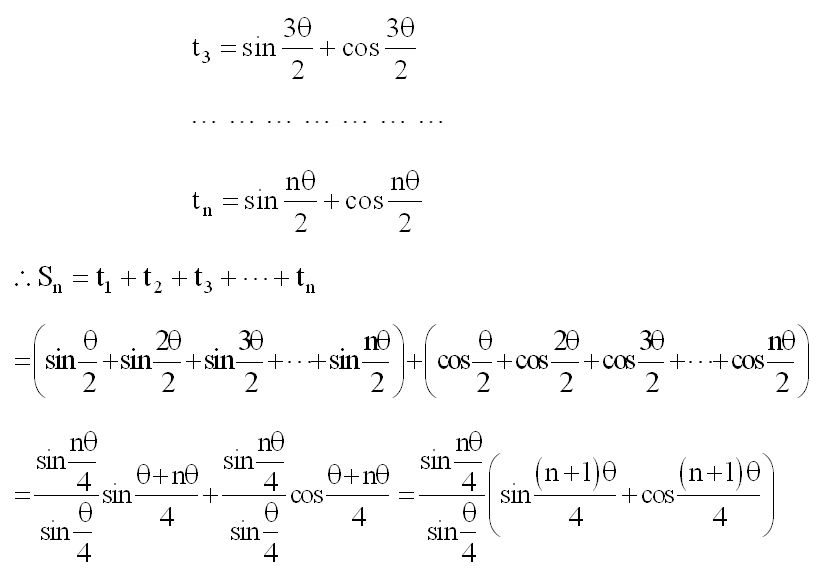 t₃ = sin 3θ/2 + cos 3θ/2
… … … … … … …
tₙ = sin nθ/2 + cos nθ/2
∴ Sₙ = t₁ + t₂ + t₃ + ⋯ + tₙ
= (sin θ/2 + sin 2θ/2 + sin 3θ/2 + ⋯ + sin nθ/2) + (cos θ/2 + cos 2θ/2 + cos 3θ/2 + ⋯ + cos nθ/2)
= (sin nθ/4)/(sin θ/4) sin (θ+nθ)/4 + (sin nθ/4)/(sin θ/4) cos (θ+nθ)/4 = (sin nθ/4)/(sin θ/4) (sin (n+1)θ/4 + cos (n+1)θ/4)